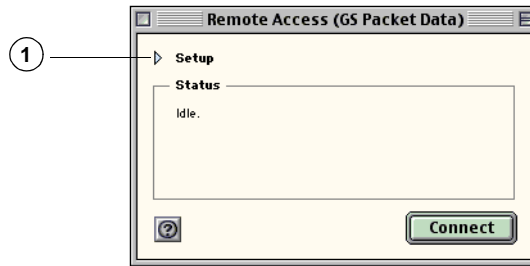 Remote Access (GS Packet Data)
1
Setup
Status
Idle.
?
Connect